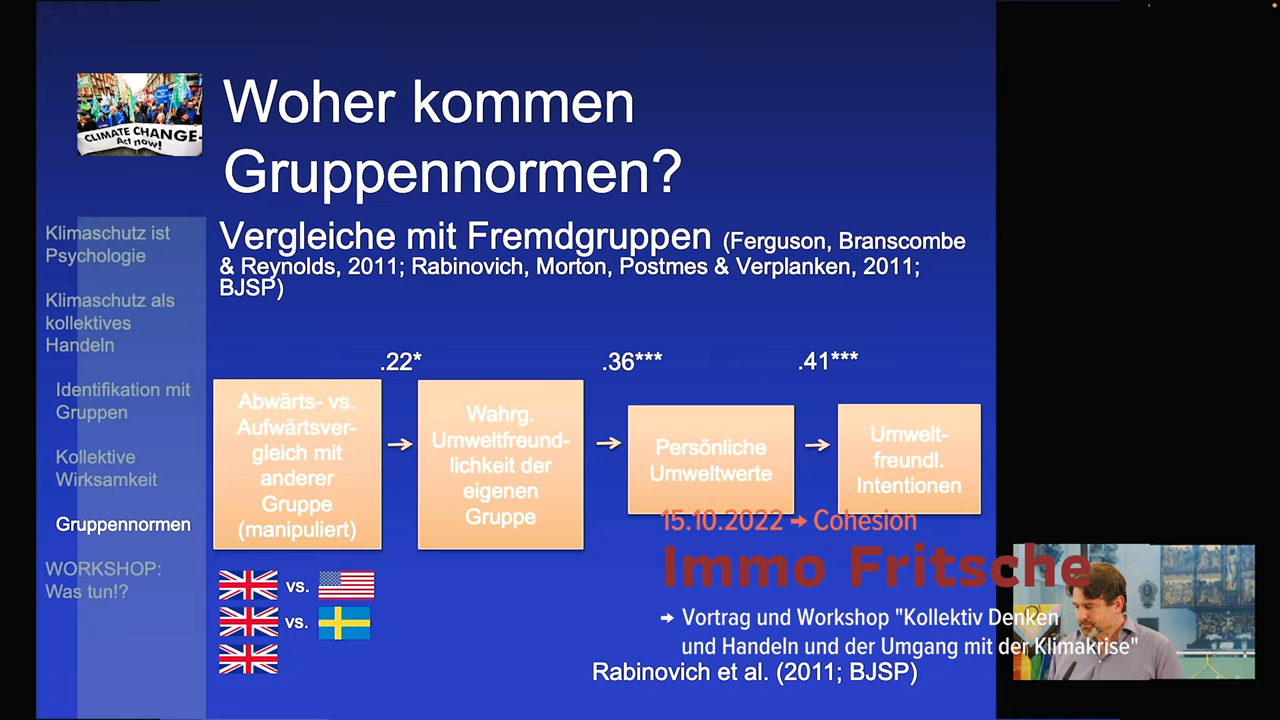 CLIMATE CHANGE-
Act now!
Woher kommen
Gruppennormen?
Vergleiche mit Fremdgruppen (Ferguson, Branscombe
& Reynolds, 2011; Rabinovich, Morton, Postmes & Verplanken, 2011;
BJSP)
Klimaschutz ist
Psychologie
Klimaschutz als
kollektives
Handeln
Identifikation mit
Gruppen
Kollektive
Wirksamkeit
Gruppennormen
WORKSHOP:
Was tun!?
.22*
.36***
.41***
Abwärts- vs.
Aufwärtsver-
gleich mit
anderer
Gruppe
(manipuliert)
Wahrg.
Umweltfreund-
lichkeit der
eigenen
Gruppe
Persönliche
Umweltwerte
Umwelt-
freundl.
Intentionen
vs.
vs.
15.10.2022 → Cohesion
Immo Fritsche
→ Vortrag und Workshop "Kollektiv Denken
und Handeln und der Umgang mit der Klimakrise"
Rabinovich et al. (2011; BJSP)